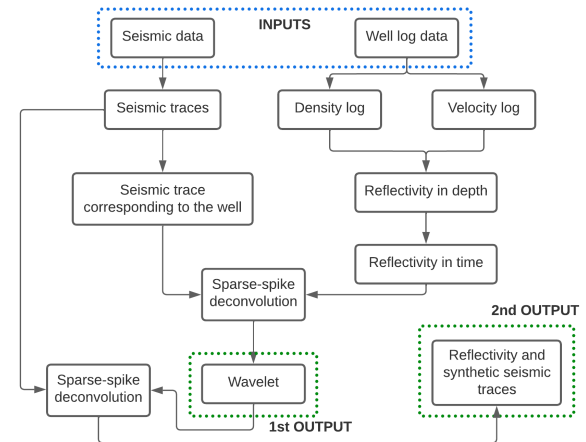 INPUTS
Seismic data
Well log data
Seismic traces
Density log
Velocity log
Seismic trace
corresponding to the well
Reflectivity in depth
Reflectivity in time
Sparse-spike
deconvolution
2nd OUTPUT
Reflectivity and
synthetic seismic
traces
Wavelet
Sparse-spike
deconvolution
1st OUTPUT